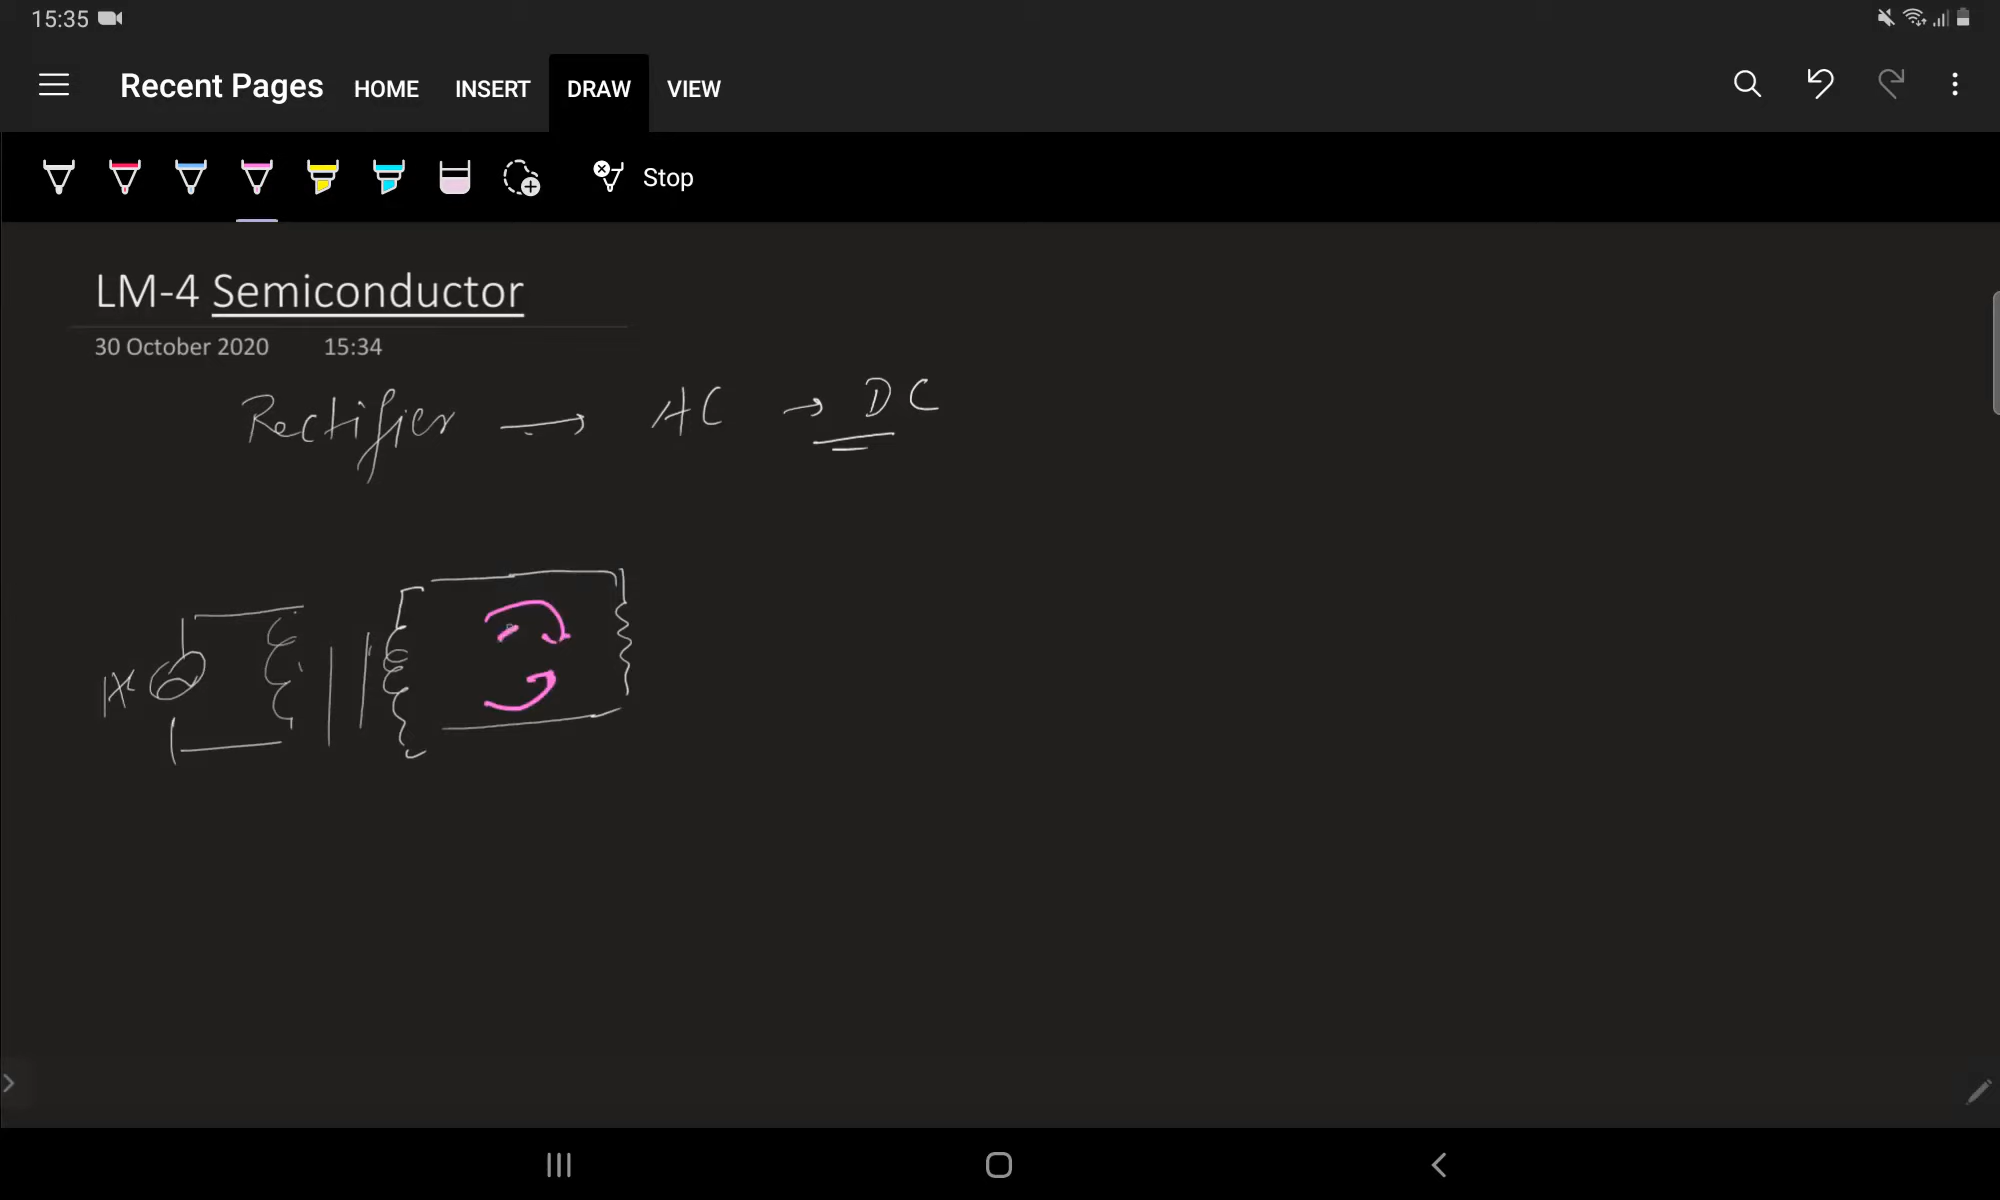 15:35
Recent Pages HOME INSERT DRAW VIEW
Stop
LM-4 Semiconductor
30 October 2020 15:34
Rectifier → AC → DC
AC